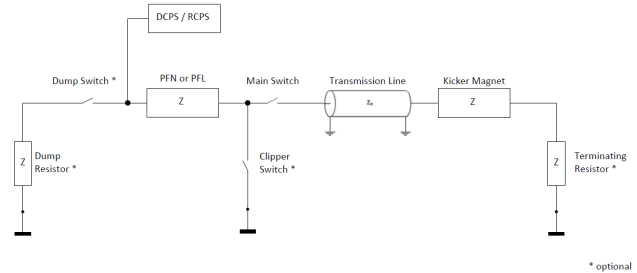 DCPS / RCPS
Dump Switch *
PFN or PFL
Main Switch
Transmission Line
Kicker Magnet
Z
Z₀
Z
Z
Dump
Resistor *
Clipper
Switch *
Z
Terminating
Resistor *
* optional